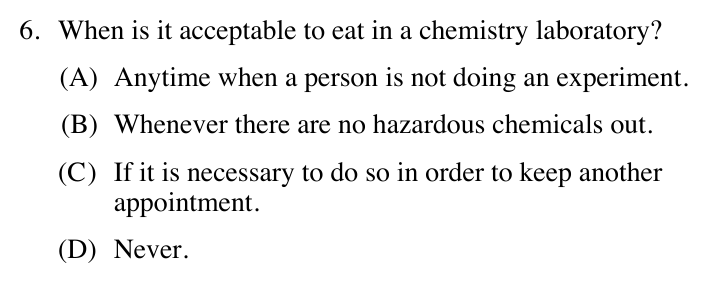 6. When is it acceptable to eat in a chemistry laboratory?
(A) Anytime when a person is not doing an experiment.
(B) Whenever there are no hazardous chemicals out.
(C) If it is necessary to do so in order to keep another
appointment.
(D) Never.